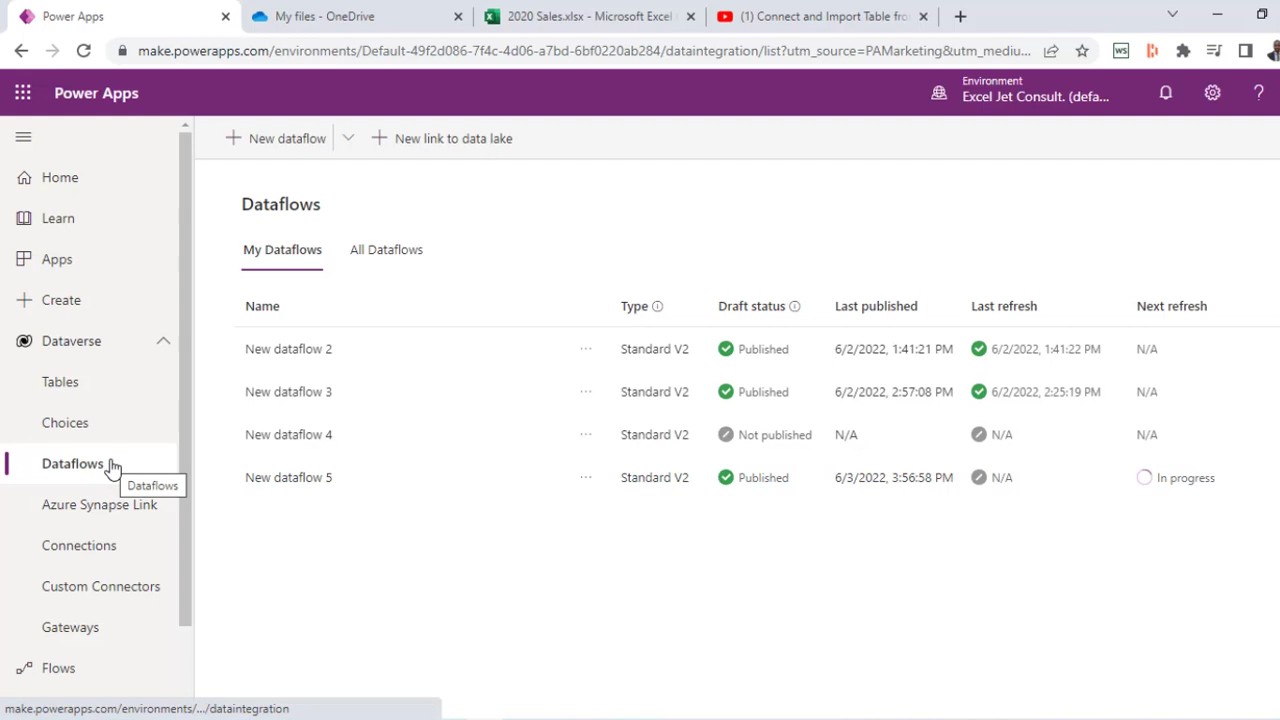 Power Apps
My files - OneDrive
2020 Sales.xlsx - Microsoft Excel
(1) Connect and Import Table fro
make.powerapps.com/environments/Default-49f2d086-7f4c-4d06-a7bd-6bf0220ab284/dataintegration/list?utm_source=PAMarketing&utm_mediu...
WS
Power Apps
Environment
Excel Jet Consult. (defa...
?
New dataflow
New link to data lake
Home
Learn
Apps
Create
Dataverse
Tables
Choices
Dataflows
Dataflows
Azure Synapse Link
Connections
Custom Connectors
Gateways
Flows
Dataflows
My Dataflows All Dataflows
Name Type Draft status Last published Last refresh Next refresh
New dataflow 2 ... Standard V2 Published 6/2/2022, 1:41:21 PM 6/2/2022, 1:41:22 PM N/A
New dataflow 3 ... Standard V2 Published 6/2/2022, 2:57:08 PM 6/2/2022, 2:25:19 PM N/A
New dataflow 4 ... Standard V2 Not published N/A N/A N/A
New dataflow 5 ... Standard V2 Published 6/3/2022, 3:56:58 PM N/A In progress
make.powerapps.com/environments/.../dataintegration